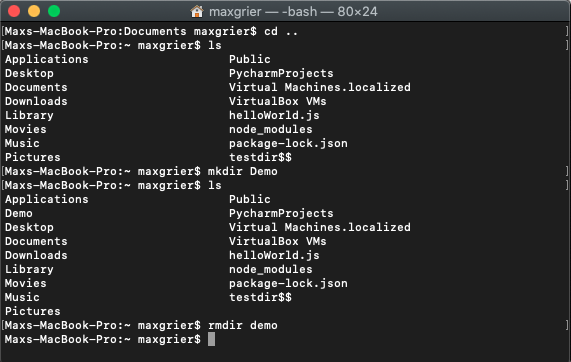 maxgrier — -bash — 80×24
[Maxs-MacBook-Pro:Documents maxgrier$ cd .. ]
[Maxs-MacBook-Pro:~ maxgrier$ ls ]
Applications Public
Desktop PycharmProjects
Documents Virtual Machines.localized
Downloads VirtualBox VMs
Library helloWorld.js
Movies node_modules
Music package-lock.json
Pictures testdir$$
[Maxs-MacBook-Pro:~ maxgrier$ mkdir Demo ]
[Maxs-MacBook-Pro:~ maxgrier$ ls ]
Applications Public
Demo PycharmProjects
Desktop Virtual Machines.localized
Documents VirtualBox VMs
Downloads helloWorld.js
Library node_modules
Movies package-lock.json
Music testdir$$
Pictures
[Maxs-MacBook-Pro:~ maxgrier$ rmdir demo ]
Maxs-MacBook-Pro:~ maxgrier$